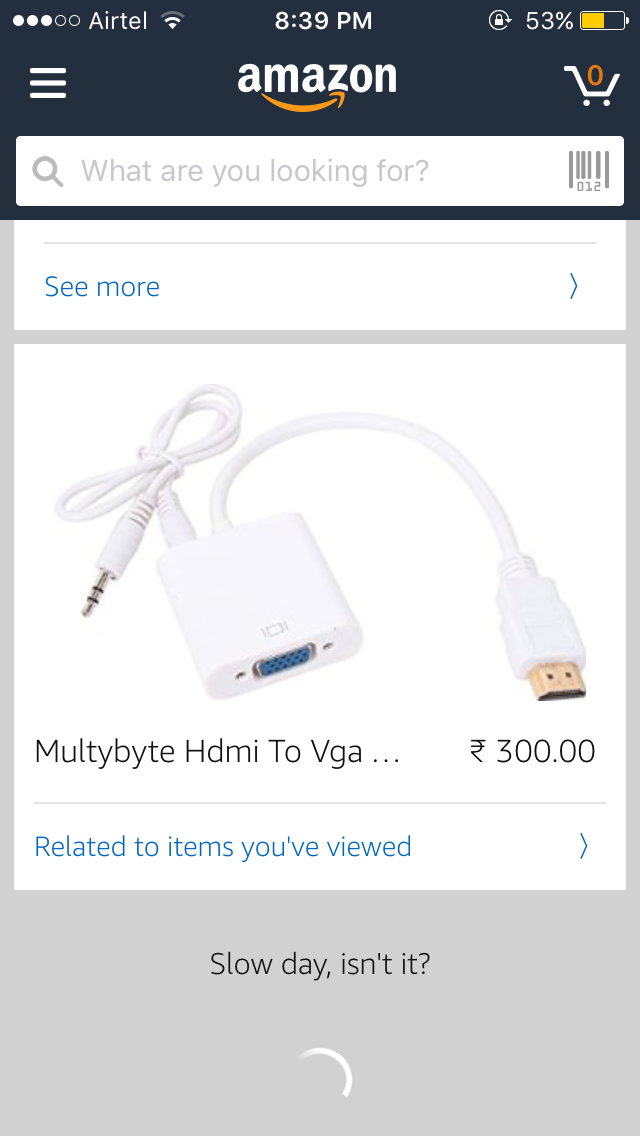 Airtel 8:39 PM 53%
amazon
0
What are you looking for?
012
See more
Multybyte Hdmi To Vga ... ₹ 300.00
Related to items you've viewed
Slow day, isn't it?